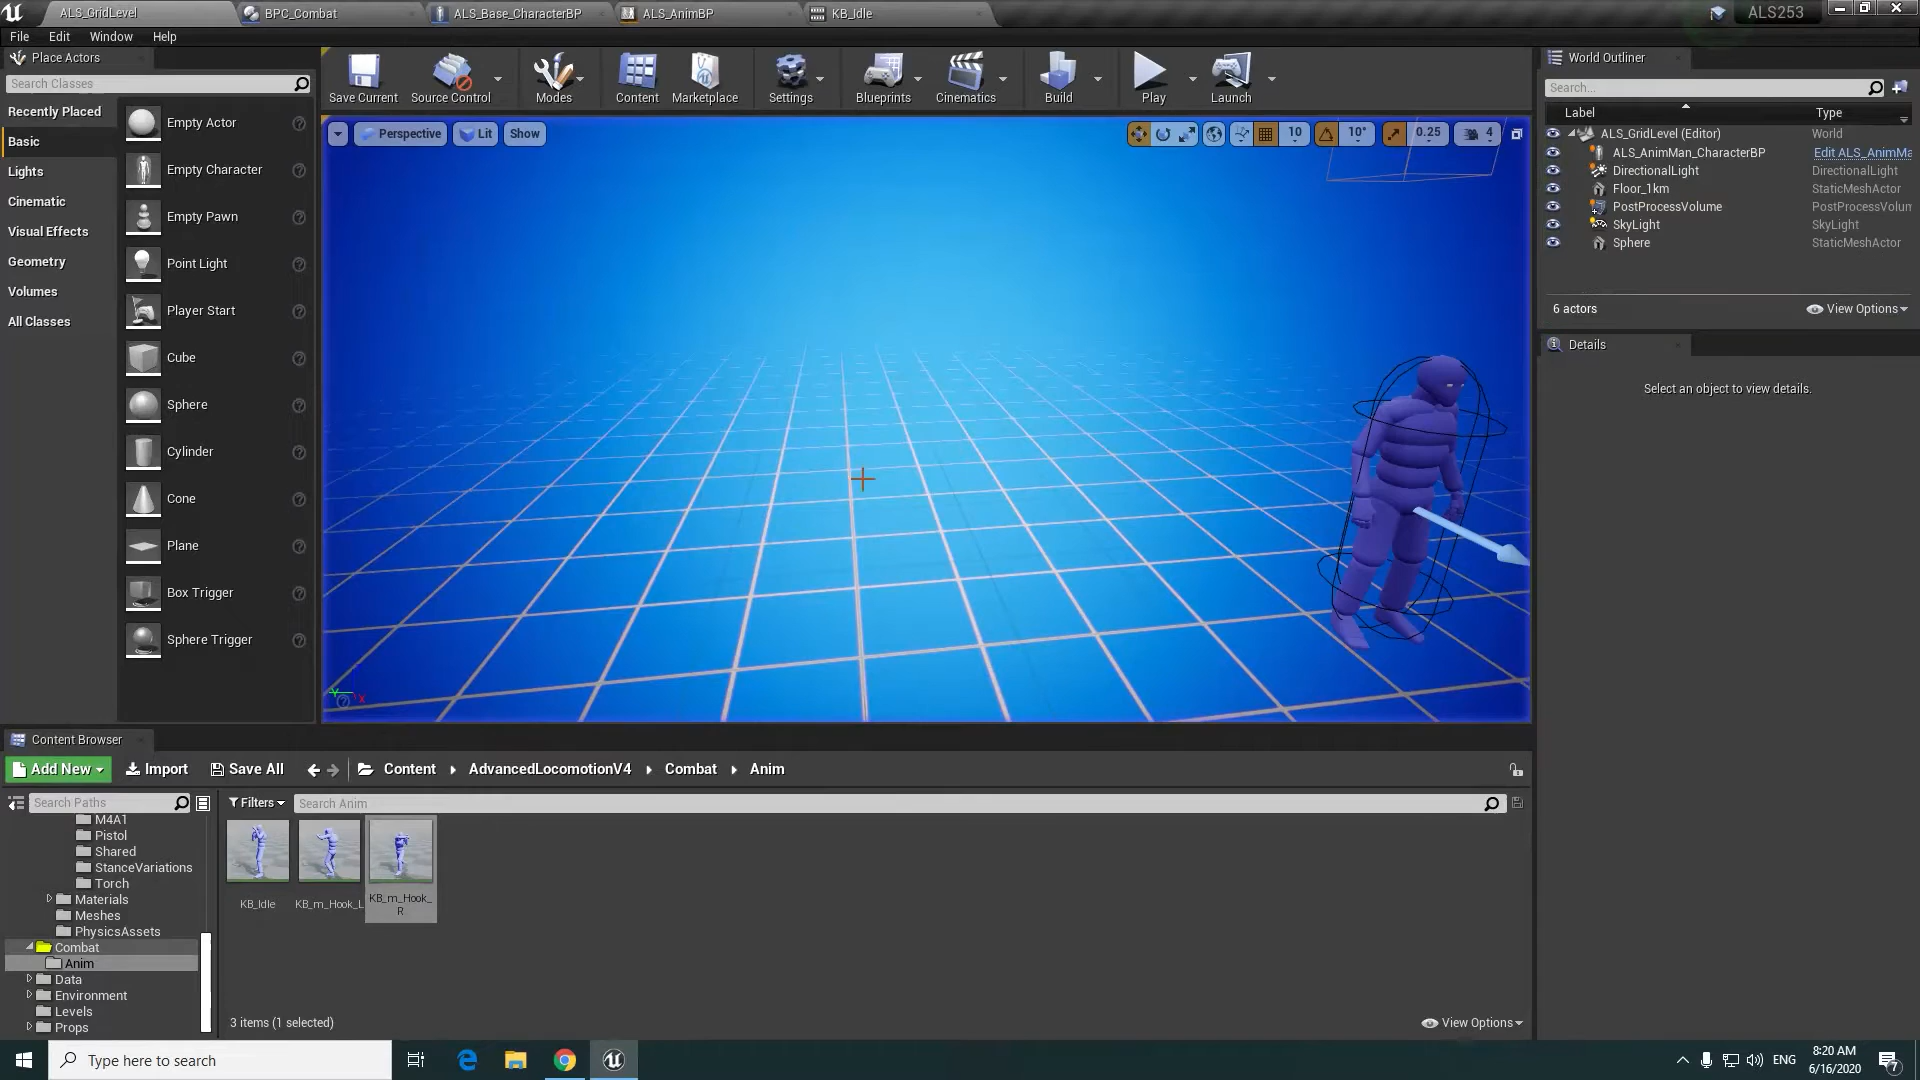 ALS_GridLevel
BPC_Combat
ALS_Base_CharacterBP
ALS_AnimBP
KB_Idle
ALS253
File Edit Window Help
Place Actors
Search Classes
Recently Placed
Basic
Lights
Cinematic
Visual Effects
Geometry
Volumes
All Classes
Empty Actor
Empty Character
Empty Pawn
Point Light
Player Start
Cube
Sphere
Cylinder
Cone
Plane
Box Trigger
Sphere Trigger
Save Current
Source Control
Modes
Content
Marketplace
Settings
Blueprints
Cinematics
Build
Play
Launch
Perspective
Lit
Show
10
10°
0.25
4
World Outliner
Search...
Label Type
ALS_GridLevel (Editor) World
ALS_AnimMan_CharacterBP Edit ALS_AnimMa
DirectionalLight DirectionalLight
Floor_1km StaticMeshActor
PostProcessVolume PostProcessVolum
SkyLight SkyLight
Sphere StaticMeshActor
6 actors
View Options
Details
Select an object to view details.
Content Browser
Add New Import Save All Content AdvancedLocomotionV4 Combat Anim
Search Paths
M4A1
Pistol
Shared
StanceVariations
Torch
Materials
Meshes
PhysicsAssets
Combat
Anim
Data
Environment
Levels
Props
Filters
Search Anim
KB_Idle
KB_m_Hook_L
KB_m_Hook_
R
3 items (1 selected)
View Options
Type here to search
ENG
8:20 AM
6/16/2020
7